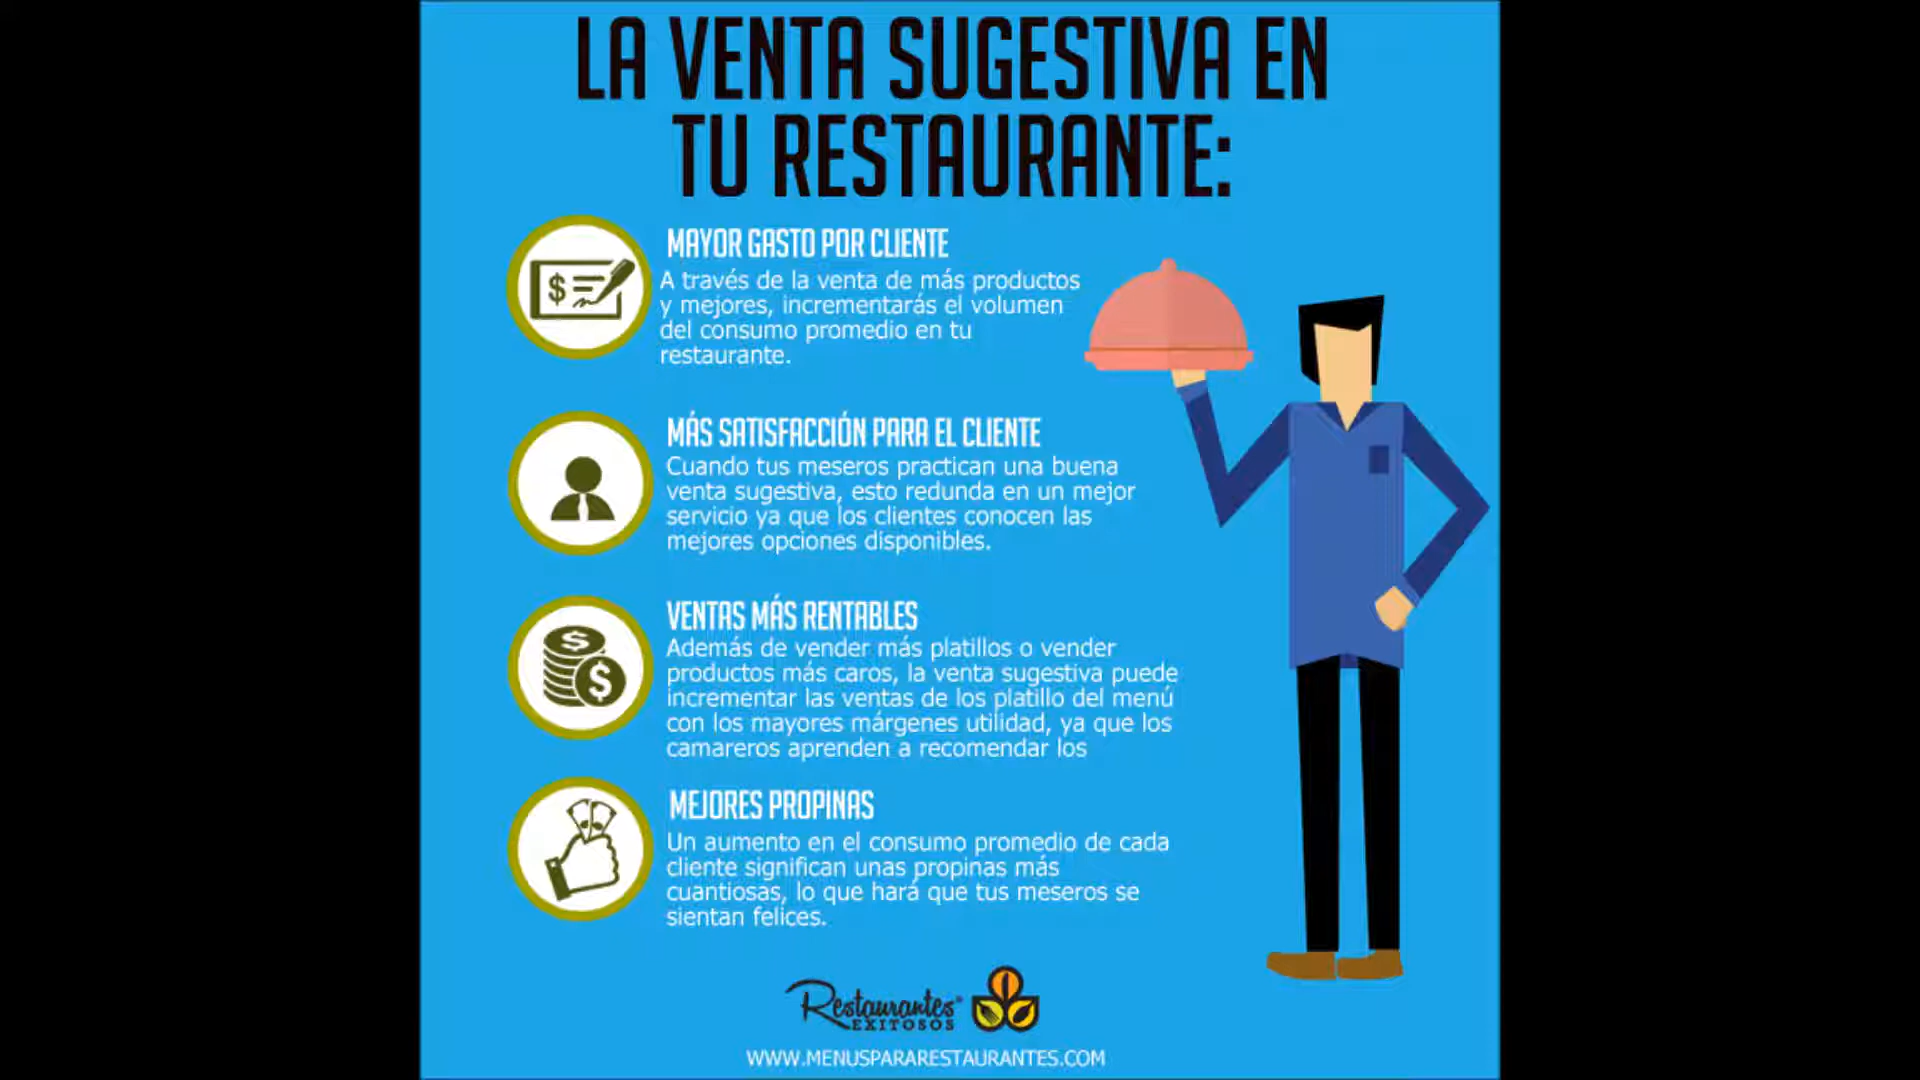 LA VENTA SUGESTIVA EN
TU RESTAURANTE:
MAYOR GASTO POR CLIENTE
A través de la venta de más productos
y mejores, incrementarás el volumen
del consumo promedio en tu
restaurante.
MÁS SATISFACCIÓN PARA EL CLIENTE
Cuando tus meseros practican una buena
venta sugestiva, esto redunda en un mejor
servicio ya que los clientes conocen las
mejores opciones disponibles.
VENTAS MÁS RENTABLES
Además de vender más platillos o vender
productos más caros, la venta sugestiva puede
incrementar las ventas de los platillo del menú
con los mayores márgenes utilidad, ya que los
camareros aprenden a recomendar los
MEJORES PROPINAS
Un aumento en el consumo promedio de cada
cliente significan unas propinas más
cuantiosas, lo que hará que tus meseros se
sientan felices.
Restaurantes®
EXITOSOS
WWW.MENUSPARARESTAURANTES.COM